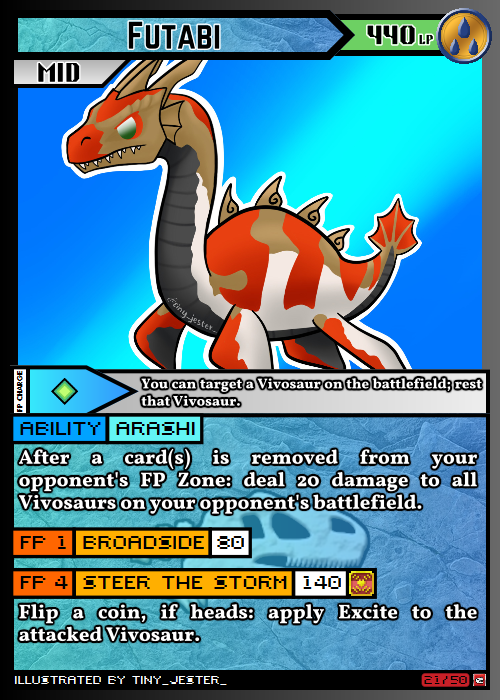 FUTABI
440 LP
MID
tiny_jester_
FP CHARGE
You can target a Vivosaur on the battlefield; rest
that Vivosaur.
ABILITY ARASHI
After a card(s) is removed from your
opponent's FP Zone: deal 20 damage to all
Vivosaurs on your opponent's battlefield.
FP 1 BROADSIDE 80
FP 4 STEER THE STORM 140
Flip a coin, if heads: apply Excite to the
attacked Vivosaur.
ILLUSTRATED BY TINY_JESTER_
21/50